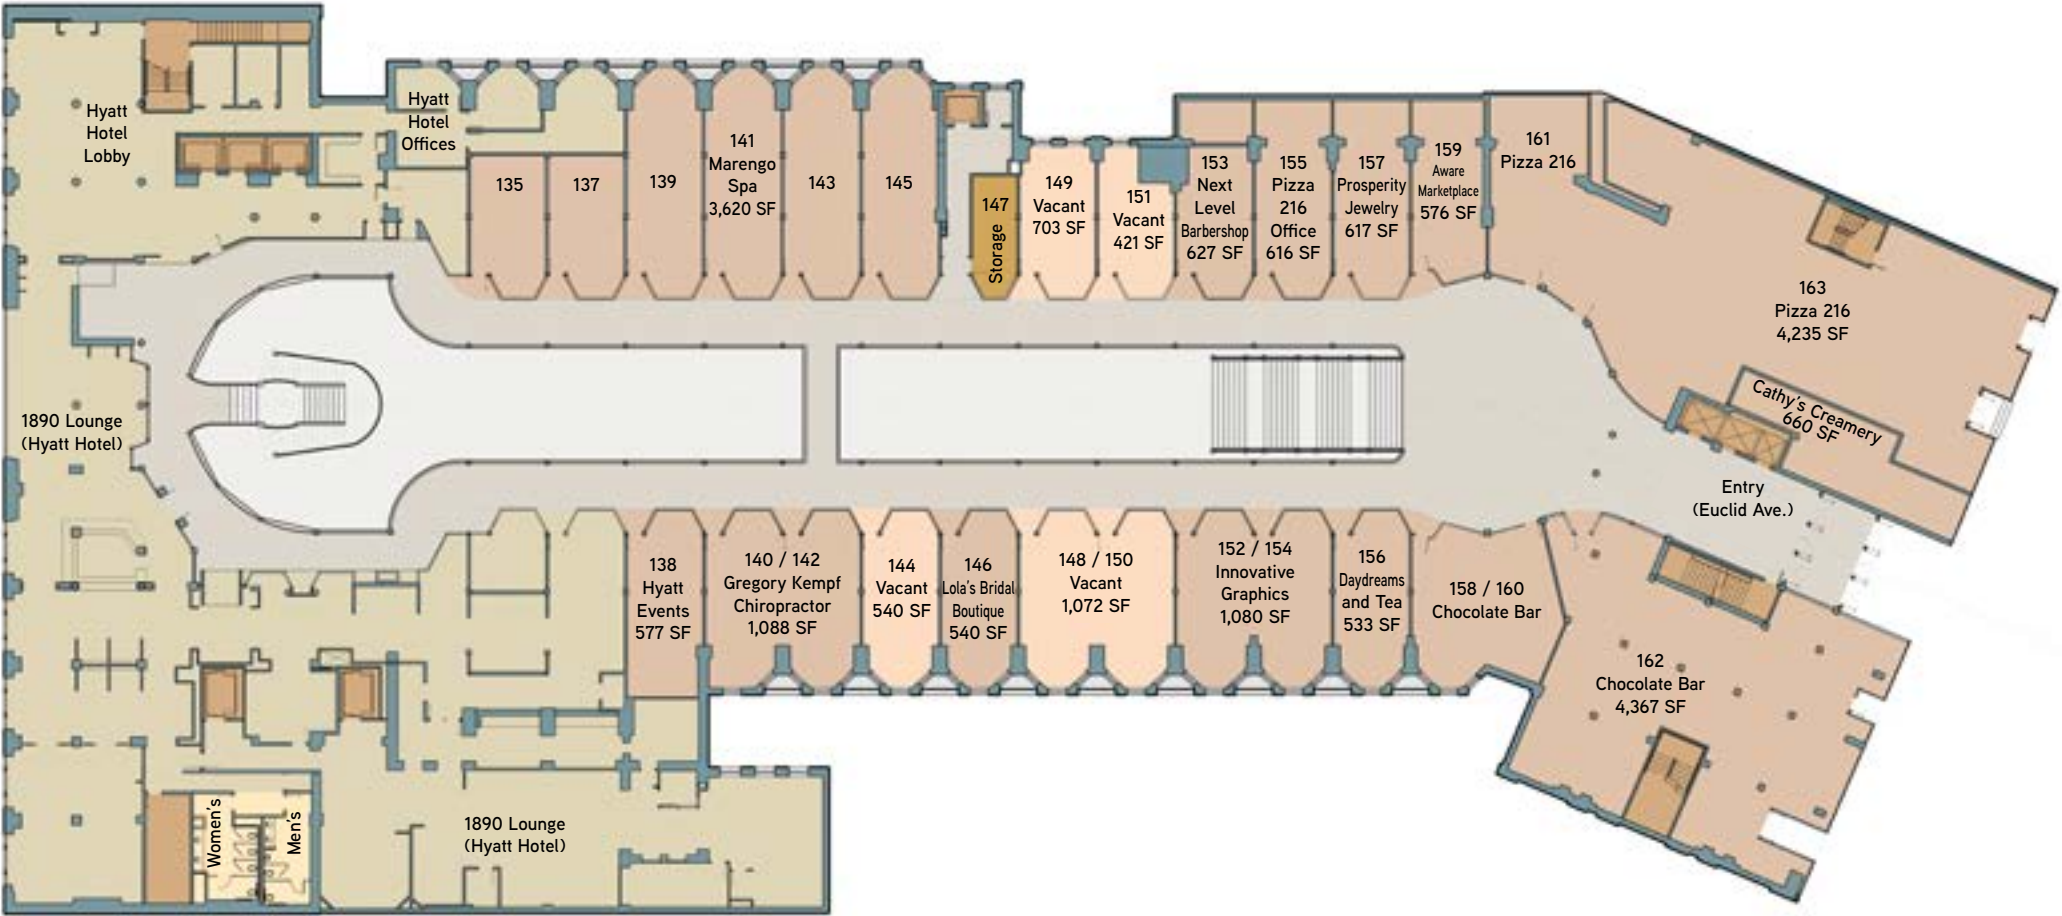 Hyatt
Hotel
Lobby
Hyatt
Hotel
Offices
135
137
139
141
Marengo
Spa
3,620 SF
143
145
147
Storage
149
Vacant
703 SF
151
Vacant
421 SF
153
Next
Level
Barbershop
627 SF
155
Pizza
216
Office
616 SF
157
Prosperity
Jewelry
617 SF
159
Aware
Marketplace
576 SF
161
Pizza 216
163
Pizza 216
4,235 SF
Cathy's Creamery
660 SF
1890 Lounge
(Hyatt Hotel)
Entry
(Euclid Ave.)
138
Hyatt
Events
577 SF
140 / 142
Gregory Kempf
Chiropractor
1,088 SF
144
Vacant
540 SF
146
Lola's Bridal
Boutique
540 SF
148 / 150
Vacant
1,072 SF
152 / 154
Innovative
Graphics
1,080 SF
156
Daydreams
and Tea
533 SF
158 / 160
Chocolate Bar
162
Chocolate Bar
4,367 SF
Women's
Men's
1890 Lounge
(Hyatt Hotel)